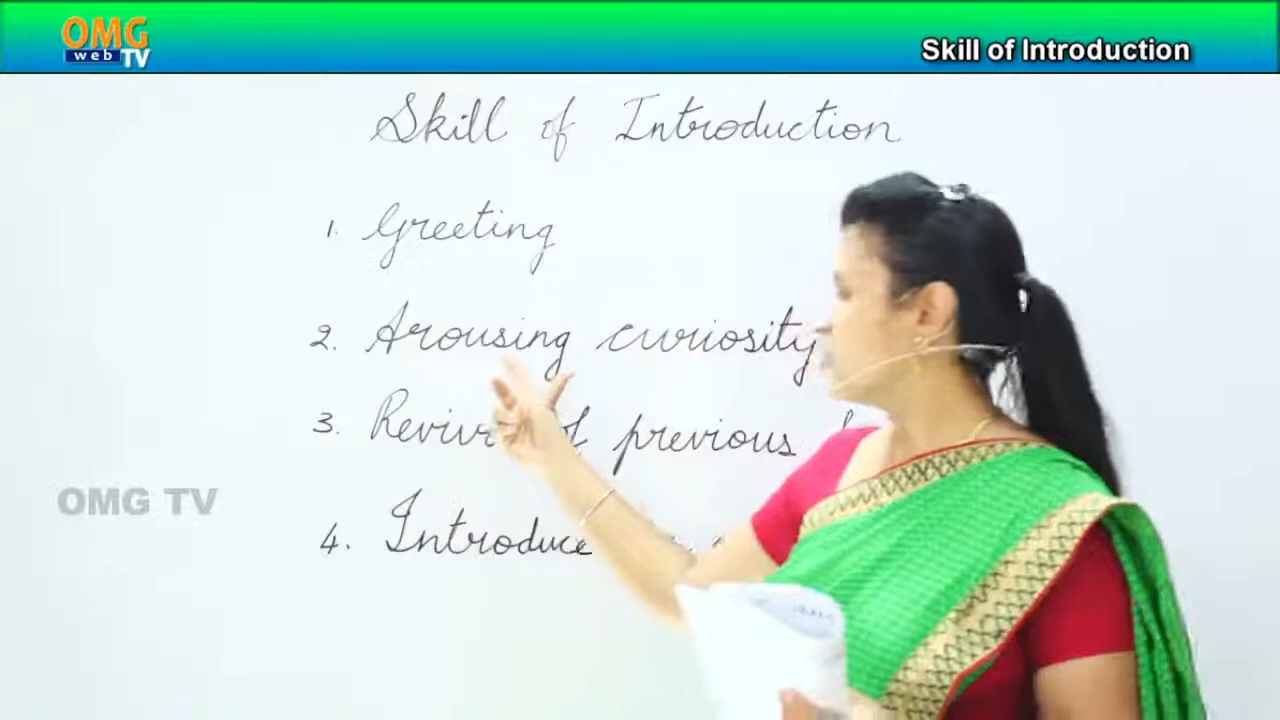 OMG
web TV
Skill of Introduction
Skill of Introduction
1. Greeting
2. Arousing curiosity
3. of previous
4. Introduce
OMG TV